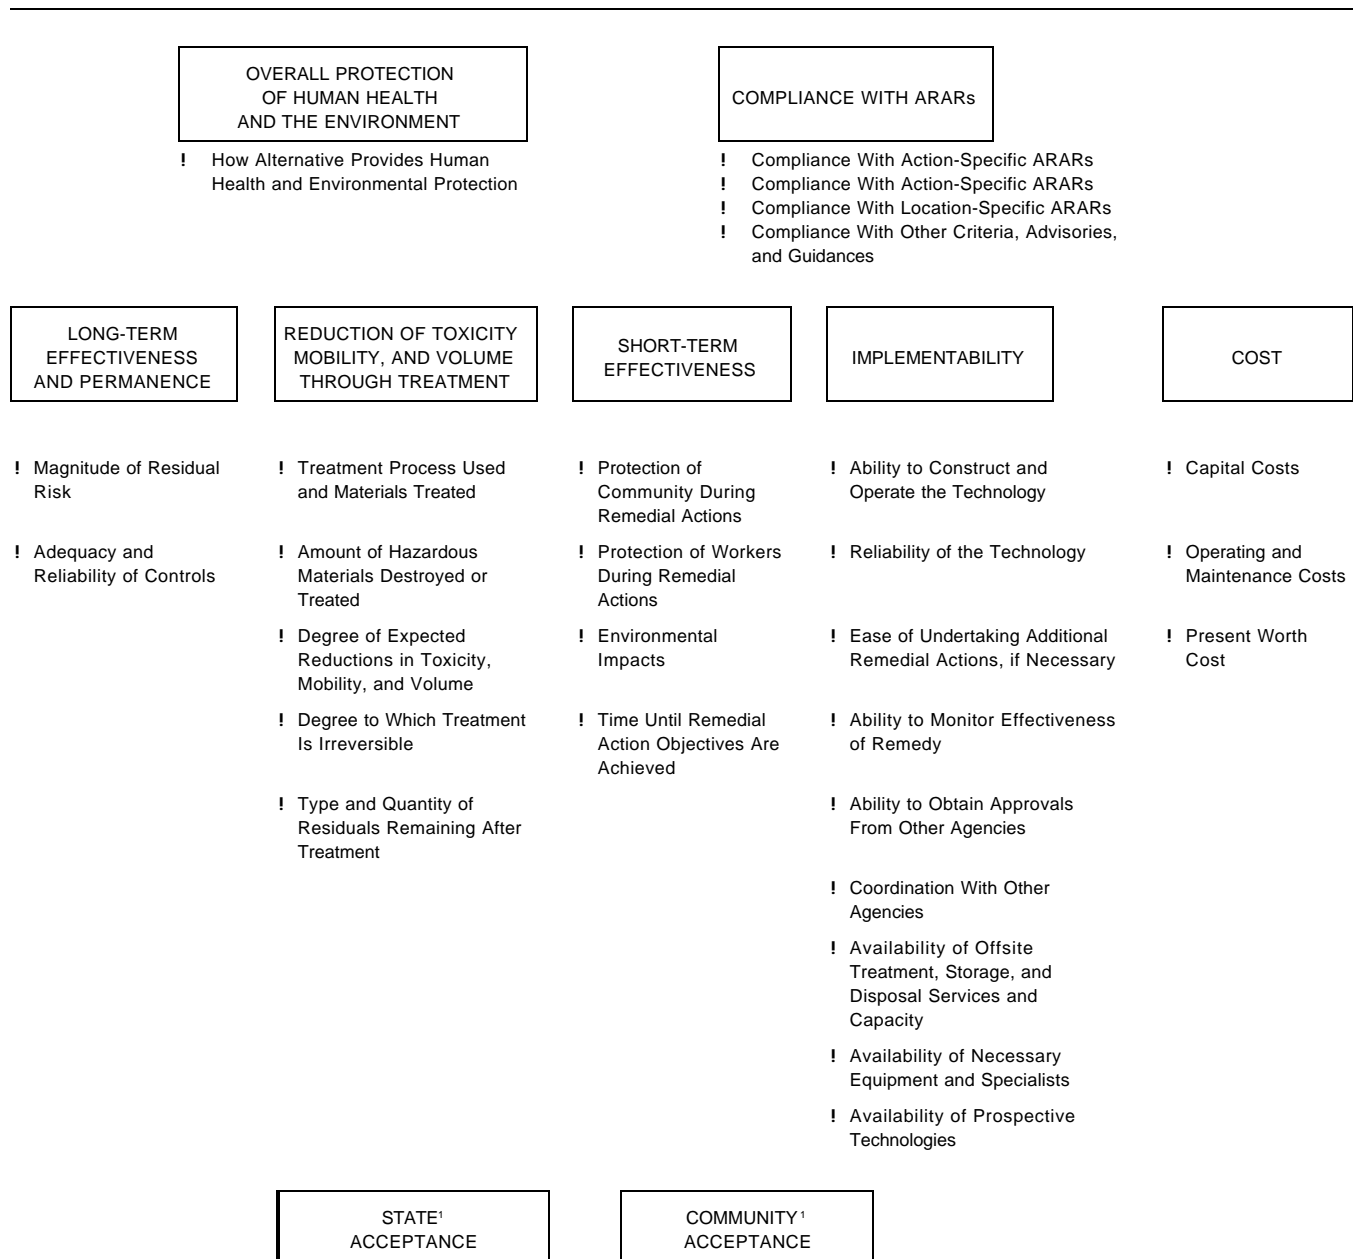 OVERALL PROTECTION
OF HUMAN HEALTH
AND THE ENVIRONMENT
! How Alternative Provides Human
Health and Environmental Protection
COMPLIANCE WITH ARARs
! Compliance With Action-Specific ARARs
! Compliance With Action-Specific ARARs
! Compliance With Location-Specific ARARs
! Compliance With Other Criteria, Advisories,
and Guidances
LONG-TERM
EFFECTIVENESS
AND PERMANENCE
! Magnitude of Residual
Risk
! Adequacy and
Reliability of Controls
REDUCTION OF TOXICITY
MOBILITY, AND VOLUME
THROUGH TREATMENT
! Treatment Process Used
and Materials Treated
! Amount of Hazardous
Materials Destroyed or
Treated
! Degree of Expected
Reductions in Toxicity,
Mobility, and Volume
! Degree to Which Treatment
Is Irreversible
! Type and Quantity of
Residuals Remaining After
Treatment
SHORT-TERM
EFFECTIVENESS
! Protection of
Community During
Remedial Actions
! Protection of Workers
During Remedial
Actions
! Environmental
Impacts
! Time Until Remedial
Action Objectives Are
Achieved
IMPLEMENTABILITY
! Ability to Construct and
Operate the Technology
! Reliability of the Technology
! Ease of Undertaking Additional
Remedial Actions, if Necessary
! Ability to Monitor Effectiveness
of Remedy
! Ability to Obtain Approvals
From Other Agencies
! Coordination With Other
Agencies
! Availability of Offsite
Treatment, Storage, and
Disposal Services and
Capacity
! Availability of Necessary
Equipment and Specialists
! Availability of Prospective
Technologies
COST
! Capital Costs
! Operating and
Maintenance Costs
! Present Worth
Cost
STATE¹
ACCEPTANCE
COMMUNITY¹
ACCEPTANCE